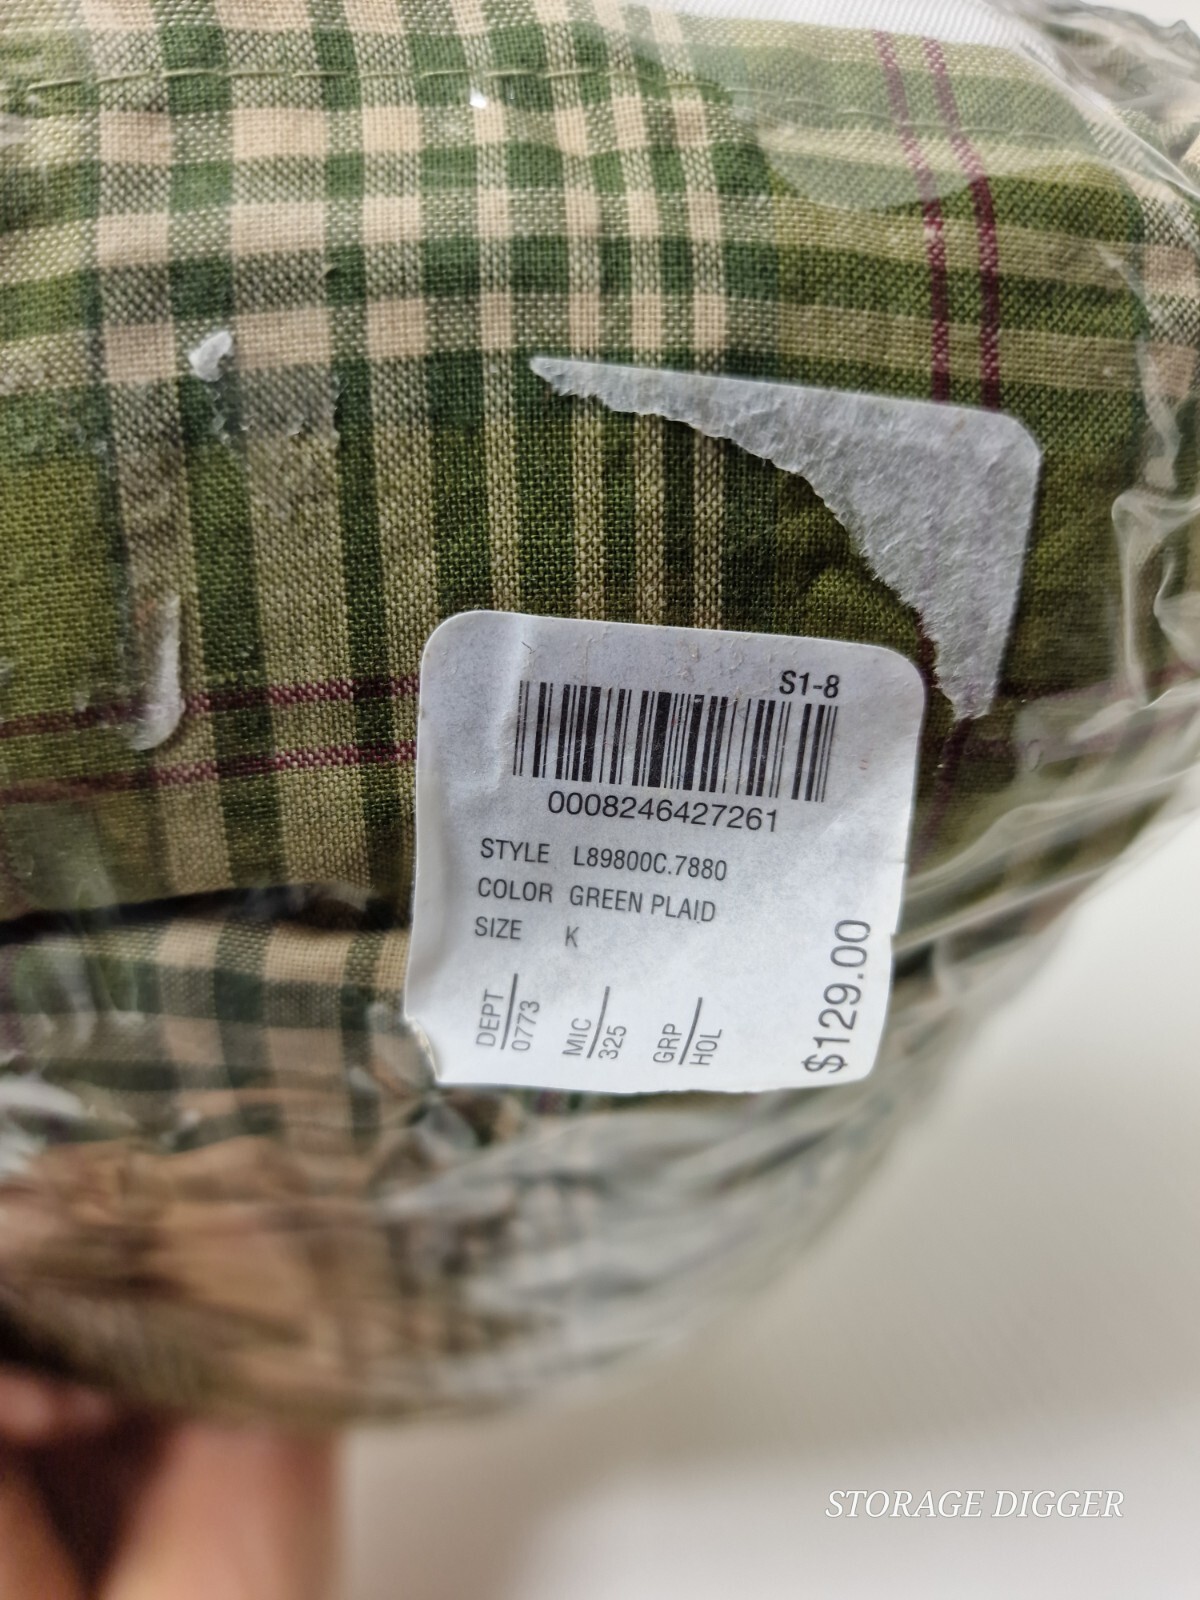 S1-8
0008246427261
STYLE L89800C.7880
COLOR GREEN PLAID
SIZE K
DEPT
0773
MIC
325
GRP
HOL
$129.00
STORAGE DIGGER